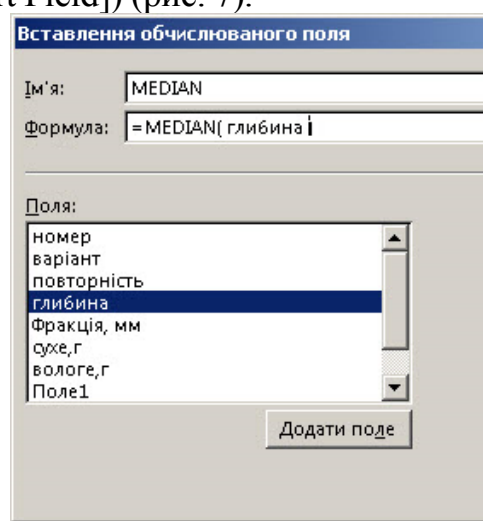 t Field]) (рис. 7).
Вставлення обчислюваного поля
Ім'я: MEDIAN
Формула: =MEDIAN( глибина
Поля:
номер
варіант
повторність
глибина
Фракція, мм
сухе,г
вологе,г
Поле1
Додати поле